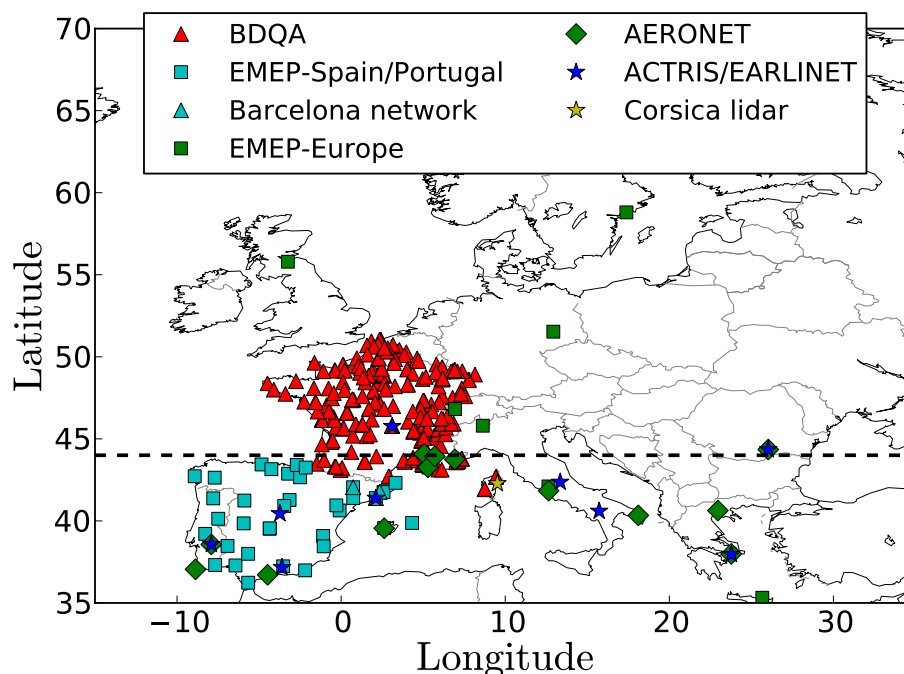 BDQA
EMEP-Spain/Portugal
Barcelona network
EMEP-Europe
AERONET
ACTRIS/EARLINET
Corsica lidar
70
65
60
55
50
45
40
35
Latitude
−10
0
10
20
30
Longitude